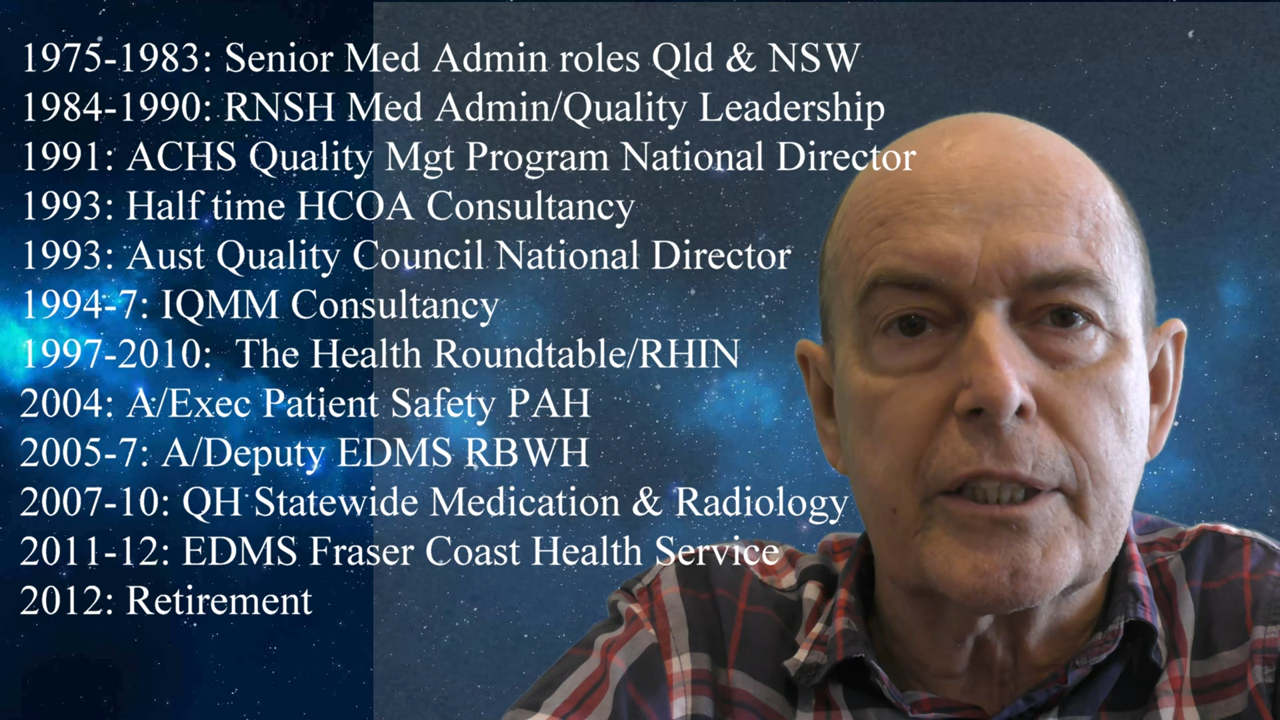 1975-1983: Senior Med Admin roles Qld & NSW
1984-1990: RNSH Med Admin/Quality Leadership
1991: ACHS Quality Mgt Program National Director
1993: Half time HCOA Consultancy
1993: Aust Quality Council National Director
1994-7: IQMM Consultancy
1997-2010:  The Health Roundtable/RHIN
2004: A/Exec Patient Safety PAH
2005-7: A/Deputy EDMS RBWH
2007-10: QH Statewide Medication & Radiology
2011-12: EDMS Fraser Coast Health Service
2012: Retirement